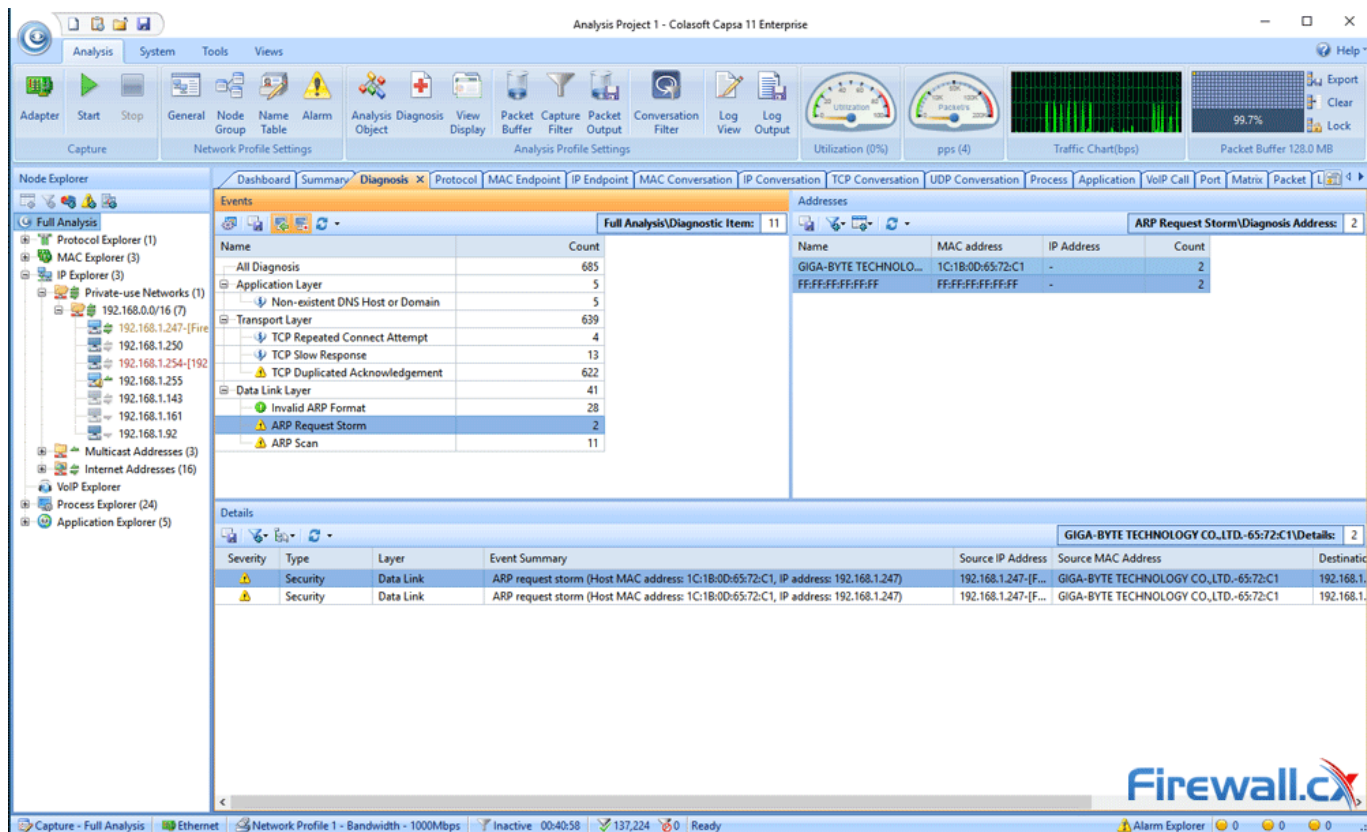 Analysis Project 1 - Colasoft Capsa 11 Enterprise
Analysis System Tools Views Help
Adapter Start Stop General Node Group Name Table Alarm Analysis Object Diagnosis View Display Packet Buffer Capture Filter Packet Output Conversation Filter Log View Log Output
Utilization
Packet/s
99.7%
Export
Clear
Lock
Capture Network Profile Settings Analysis Profile Settings Utilization (0%) pps (4) Traffic Chart(bps) Packet Buffer 128.0 MB
Node Explorer
Full Analysis
Protocol Explorer (1)
MAC Explorer (3)
IP Explorer (3)
Private-use Networks (1)
192.168.0.0/16 (7)
192.168.1.247-[Fire
192.168.1.250
192.168.1.254-[192
192.168.1.255
192.168.1.143
192.168.1.161
192.168.1.92
Multicast Addresses (3)
Internet Addresses (16)
VoIP Explorer
Process Explorer (24)
Application Explorer (5)
Dashboard Summary Diagnosis Protocol MAC Endpoint IP Endpoint MAC Conversation IP Conversation TCP Conversation UDP Conversation Process Application VoIP Call Port Matrix Packet L
Events
Full Analysis\Diagnostic Item: 11
Name Count
All Diagnosis 685
Application Layer 5
Non-existent DNS Host or Domain 5
Transport Layer 639
TCP Repeated Connect Attempt 4
TCP Slow Response 13
TCP Duplicated Acknowledgement 622
Data Link Layer 41
Invalid ARP Format 28
ARP Request Storm 2
ARP Scan 11
Addresses
ARP Request Storm\Diagnosis Address: 2
Name MAC address IP Address Count
GIGA-BYTE TECHNOLO... 1C:1B:0D:65:72:C1 - 2
FF:FF:FF:FF:FF:FF FF:FF:FF:FF:FF:FF - 2
Details
GIGA-BYTE TECHNOLOGY CO.,LTD.-65:72:C1\Details: 2
Severity Type Layer Event Summary Source IP Address Source MAC Address Destinatic
Security Data Link ARP request storm (Host MAC address: 1C:1B:0D:65:72:C1, IP address: 192.168.1.247) 192.168.1.247-[F... GIGA-BYTE TECHNOLOGY CO.,LTD.-65:72:C1 192.168.1.
Security Data Link ARP request storm (Host MAC address: 1C:1B:0D:65:72:C1, IP address: 192.168.1.247) 192.168.1.247-[F... GIGA-BYTE TECHNOLOGY CO.,LTD.-65:72:C1 192.168.1.
Firewall.cx
Capture - Full Analysis Ethernet Network Profile 1 - Bandwidth - 1000Mbps Inactive 00:40:58 137,224 0 Ready Alarm Explorer 0 0 0